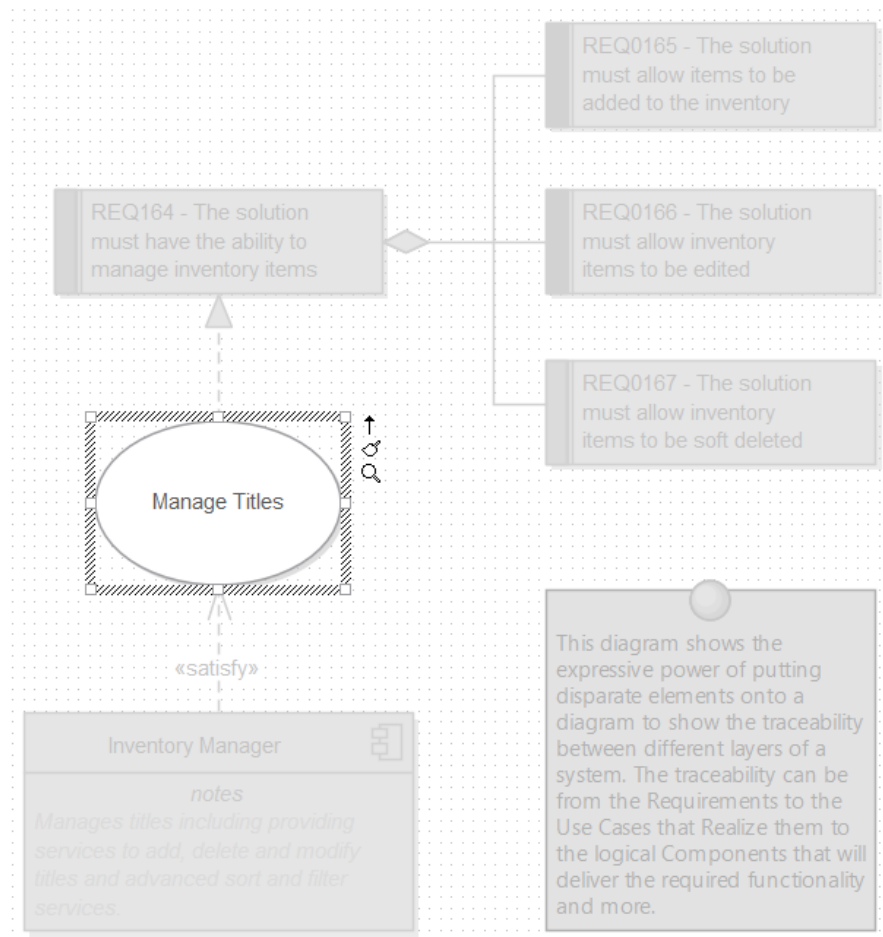 REQ0165 - The solution
must allow items to be
added to the inventory
REQ164 - The solution
must have the ability to
manage inventory items
REQ0166 - The solution
must allow inventory
items to be edited
REQ0167 - The solution
must allow inventory
items to be soft deleted
Manage Titles
«satisfy»
Inventory Manager
notes
Manages titles including providing
services to add, delete and modify
titles and advanced sort and filter
services.
This diagram shows the
expressive power of putting
disparate elements onto a
diagram to show the traceability
between different layers of a
system. The traceability can be
from the Requirements to the
Use Cases that Realize them to
the logical Components that will
deliver the required functionality
and more.